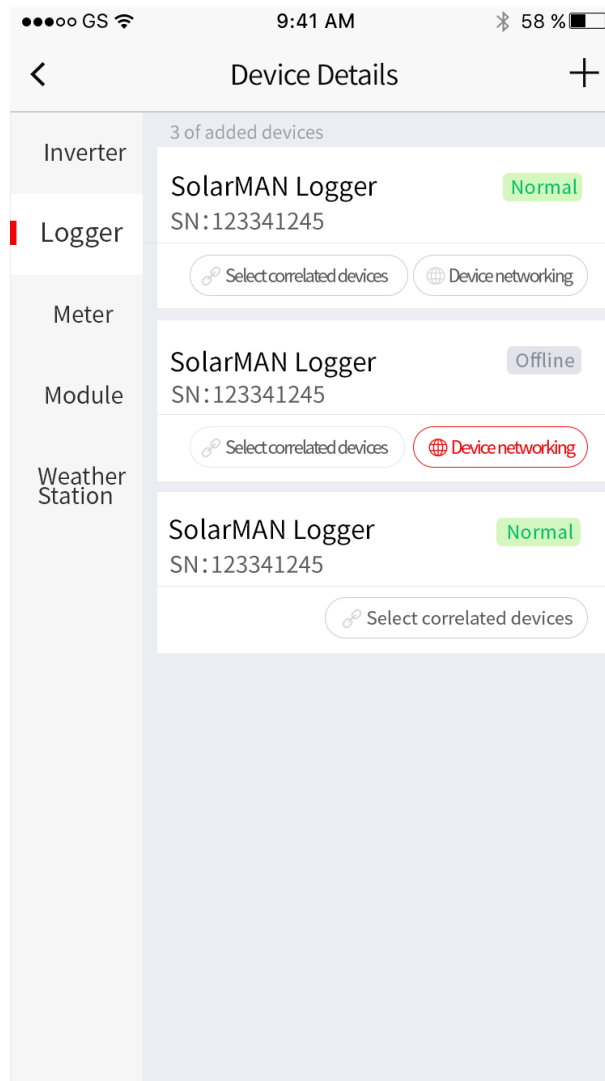 GS 9:41 AM 58 %
Device Details
3 of added devices
Inverter
Logger
Meter
Module
Weather
Station
SolarMAN Logger Normal
SN:123341245
Select correlated devices Device networking
SolarMAN Logger Offline
SN:123341245
Select correlated devices Device networking
SolarMAN Logger Normal
SN:123341245
Select correlated devices